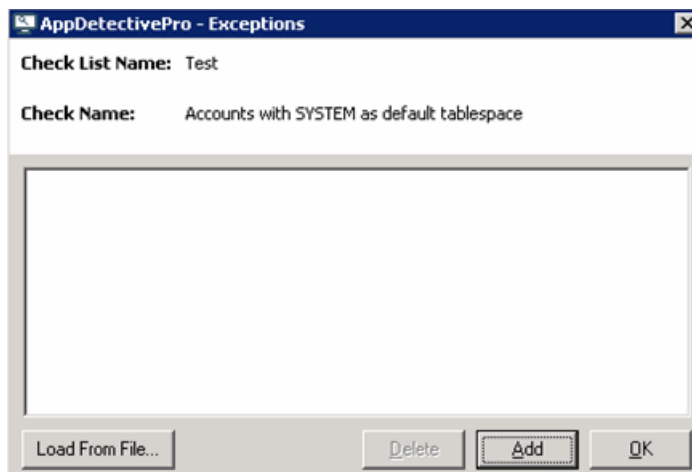 AppDetectivePro - Exceptions
Check List Name: Test
Check Name: Accounts with SYSTEM as default tablespace
Load From File... Delete Add OK